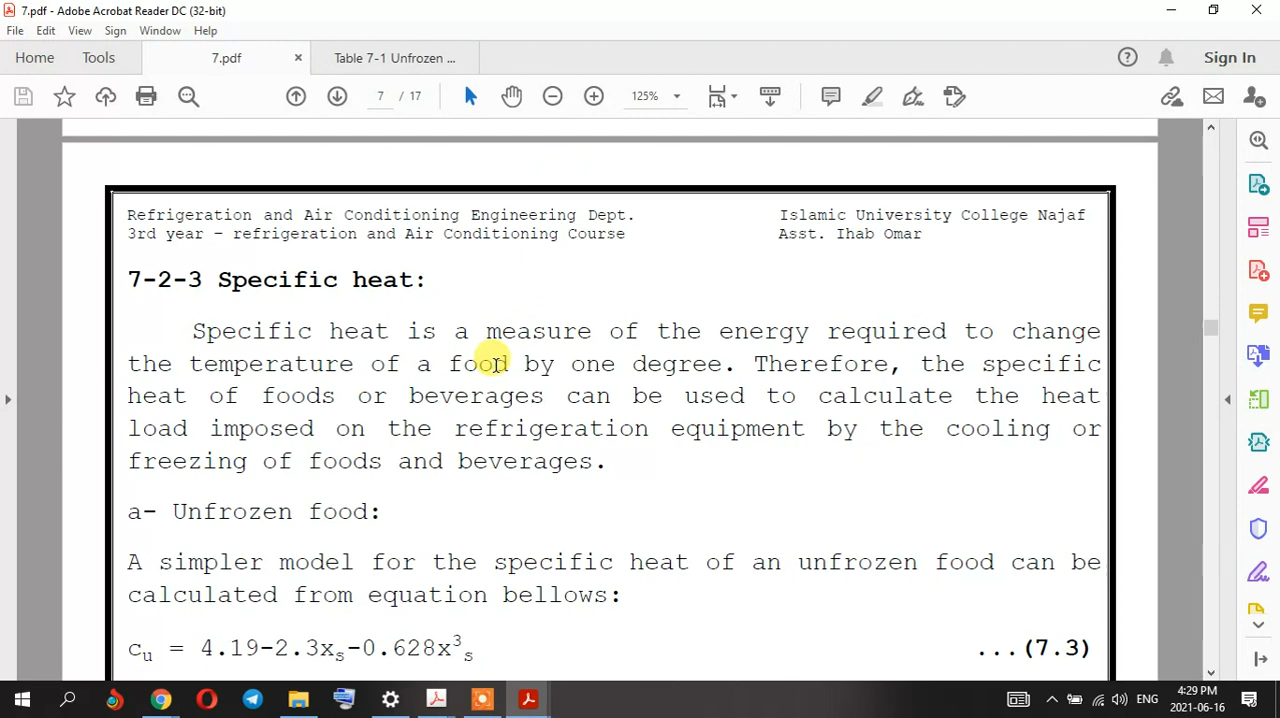 7.pdf - Adobe Acrobat Reader DC (32-bit)
File Edit View Sign Window Help
Home Tools 7.pdf Table 7-1 Unfrozen ... Sign In
7 / 17 125%
Refrigeration and Air Conditioning Engineering Dept. Islamic University College Najaf
3rd year – refrigeration and Air Conditioning Course Asst. Ihab Omar
7-2-3 Specific heat:
Specific heat is a measure of the energy required to change
the temperature of a food by one degree. Therefore, the specific
heat of foods or beverages can be used to calculate the heat
load imposed on the refrigeration equipment by the cooling or
freezing of foods and beverages.
a- Unfrozen food:
A simpler model for the specific heat of an unfrozen food can be
calculated from equation bellows:
cᵤ = 4.19-2.3xₛ-0.628x³ₛ ...(7.3)
ENG 4:29 PM
2021-06-16